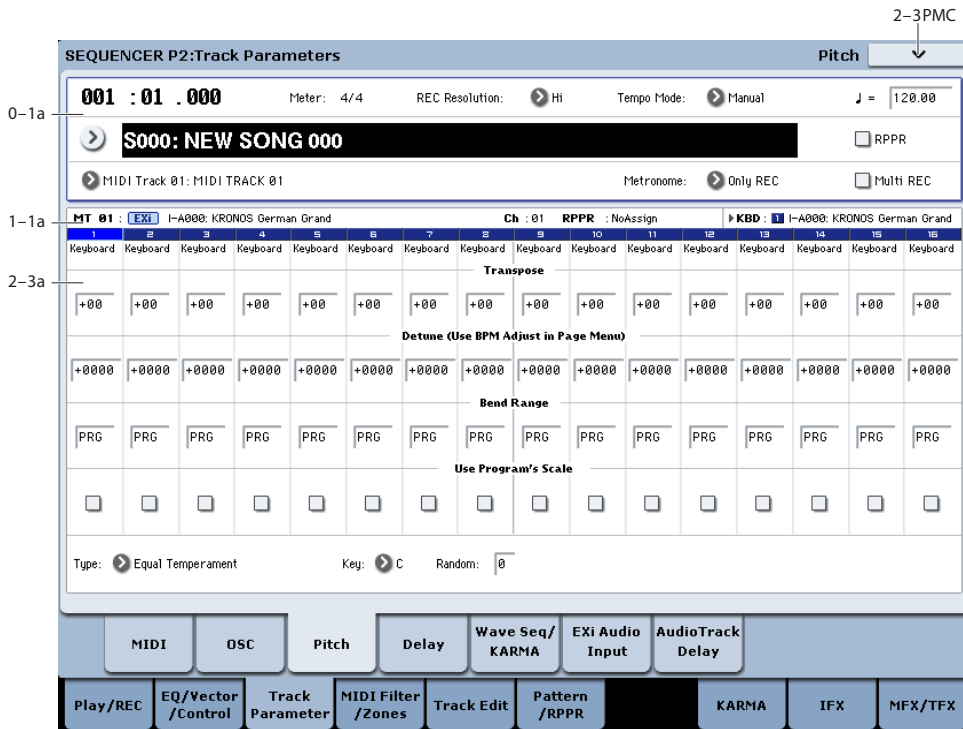 2–3PMC
SEQUENCER P2:Track Parameters Pitch
0–1a
001 :01 .000 Meter: 4/4 REC Resolution: Hi Tempo Mode: Manual ♩ = 120.00
S000: NEW SONG 000 RPPR
MIDI Track 01: MIDI TRACK 01 Metronome: Only REC Multi REC
1–1a
MT 01 : EXi I-A000: KRONOS German Grand Ch :01 RPPR :NoAssign KBD : 1 I-A000: KRONOS German Grand
1 2 3 4 5 6 7 8 9 10 11 12 13 14 15 16
Keyboard Keyboard Keyboard Keyboard Keyboard Keyboard Keyboard Keyboard Keyboard Keyboard Keyboard Keyboard Keyboard Keyboard Keyboard Keyboard
2–3a
Transpose
+00 +00 +00 +00 +00 +00 +00 +00 +00 +00 +00 +00 +00 +00 +00 +00
Detune (Use BPM Adjust in Page Menu)
+0000 +0000 +0000 +0000 +0000 +0000 +0000 +0000 +0000 +0000 +0000 +0000 +0000 +0000 +0000 +0000
Bend Range
PRG PRG PRG PRG PRG PRG PRG PRG PRG PRG PRG PRG PRG PRG PRG PRG
Use Program's Scale
Type: Equal Temperament Key: C Random: 0
MIDI OSC Pitch Delay Wave Seq/ KARMA EXi Audio Input AudioTrack Delay
Play/REC EQ/Vector /Control Track Parameter MIDI Filter /Zones Track Edit Pattern /RPPR KARMA IFX MFX/TFX